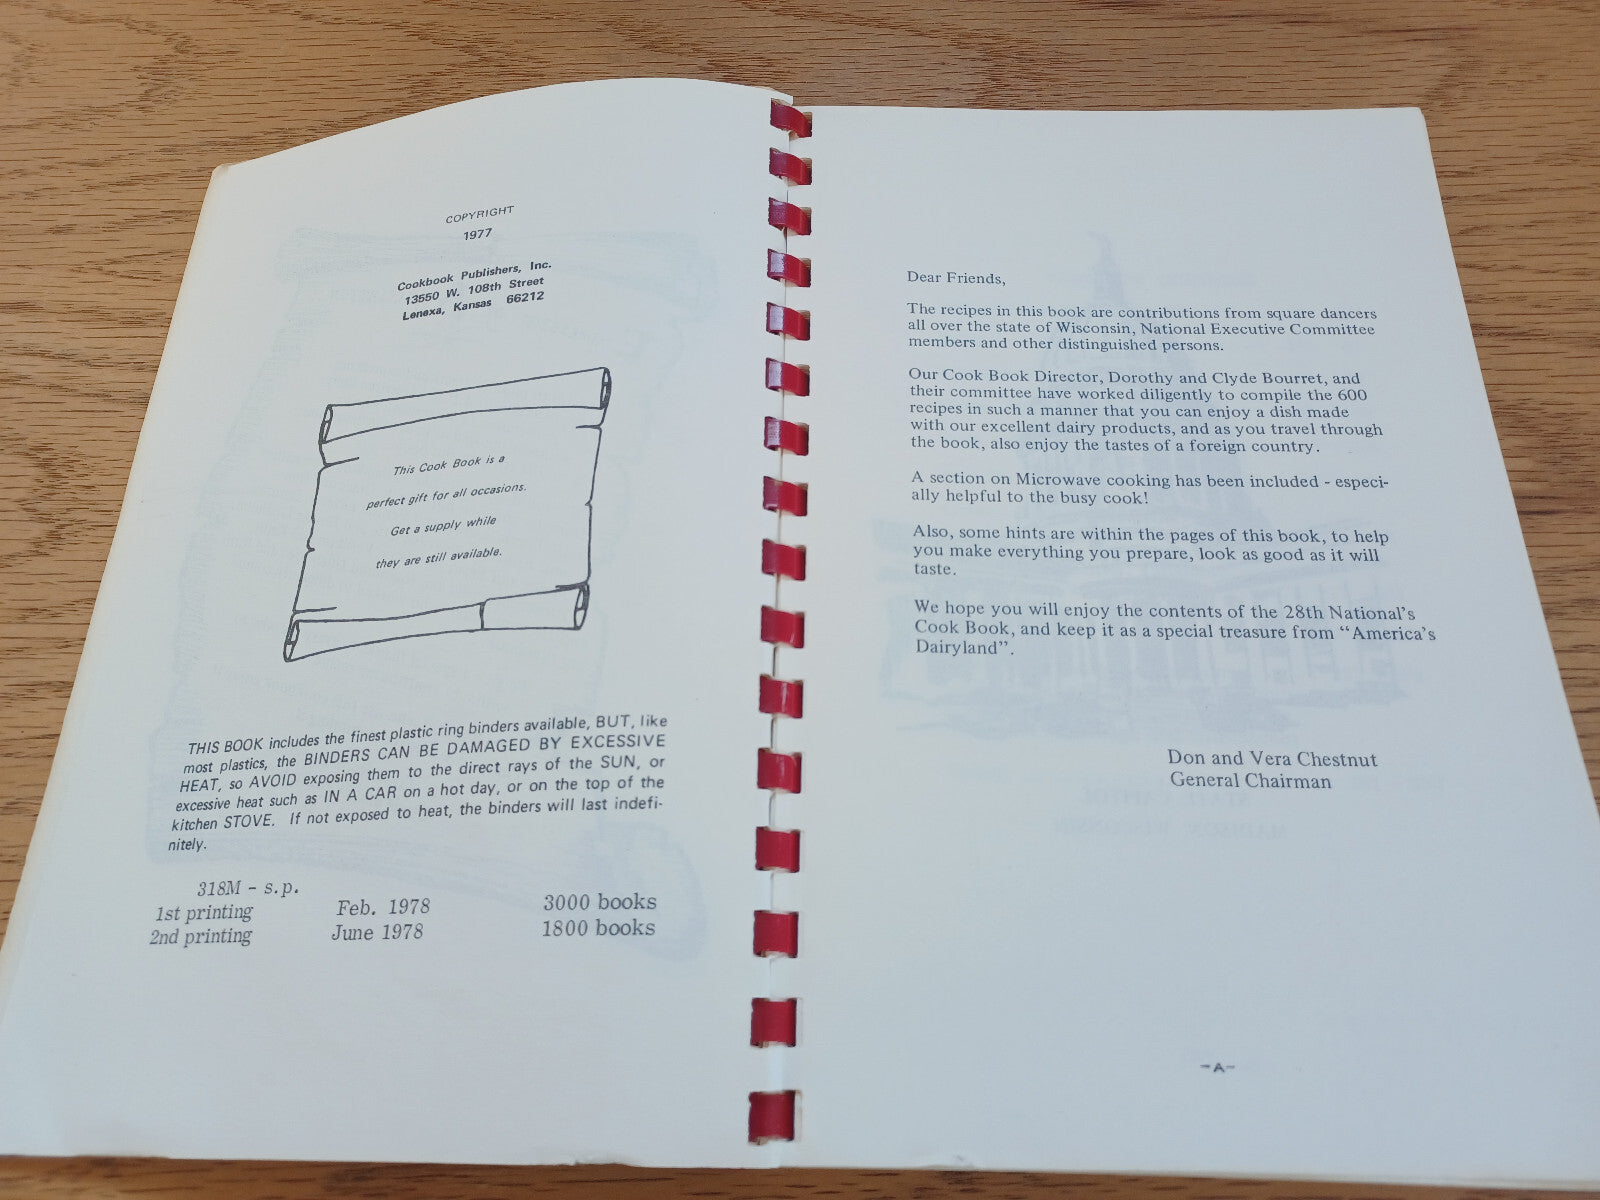 COPYRIGHT
1977
Cookbook Publishers, Inc.
13550 W. 108th Street
Lenexa, Kansas 66212
This Cook Book is a
perfect gift for all occasions.
Get a supply while
they are still available.
THIS BOOK includes the finest plastic ring binders available, BUT, like
most plastics, the BINDERS CAN BE DAMAGED BY EXCESSIVE
HEAT, so AVOID exposing them to the direct rays of the SUN, or
excessive heat such as IN A CAR on a hot day, or on the top of the
kitchen STOVE. If not exposed to heat, the binders will last indefi-
nitely.
318M - s.p.
1st printing Feb. 1978 3000 books
2nd printing June 1978 1800 books
Dear Friends,
The recipes in this book are contributions from square dancers
all over the state of Wisconsin, National Executive Committee
members and other distinguished persons.
Our Cook Book Director, Dorothy and Clyde Bourret, and
their committee have worked diligently to compile the 600
recipes in such a manner that you can enjoy a dish made
with our excellent dairy products, and as you travel through
the book, also enjoy the tastes of a foreign country.
A section on Microwave cooking has been included - especi-
ally helpful to the busy cook!
Also, some hints are within the pages of this book, to help
you make everything you prepare, look as good as it will
taste.
We hope you will enjoy the contents of the 28th National's
Cook Book, and keep it as a special treasure from "America's
Dairyland".
Don and Vera Chestnut
General Chairman
-A-